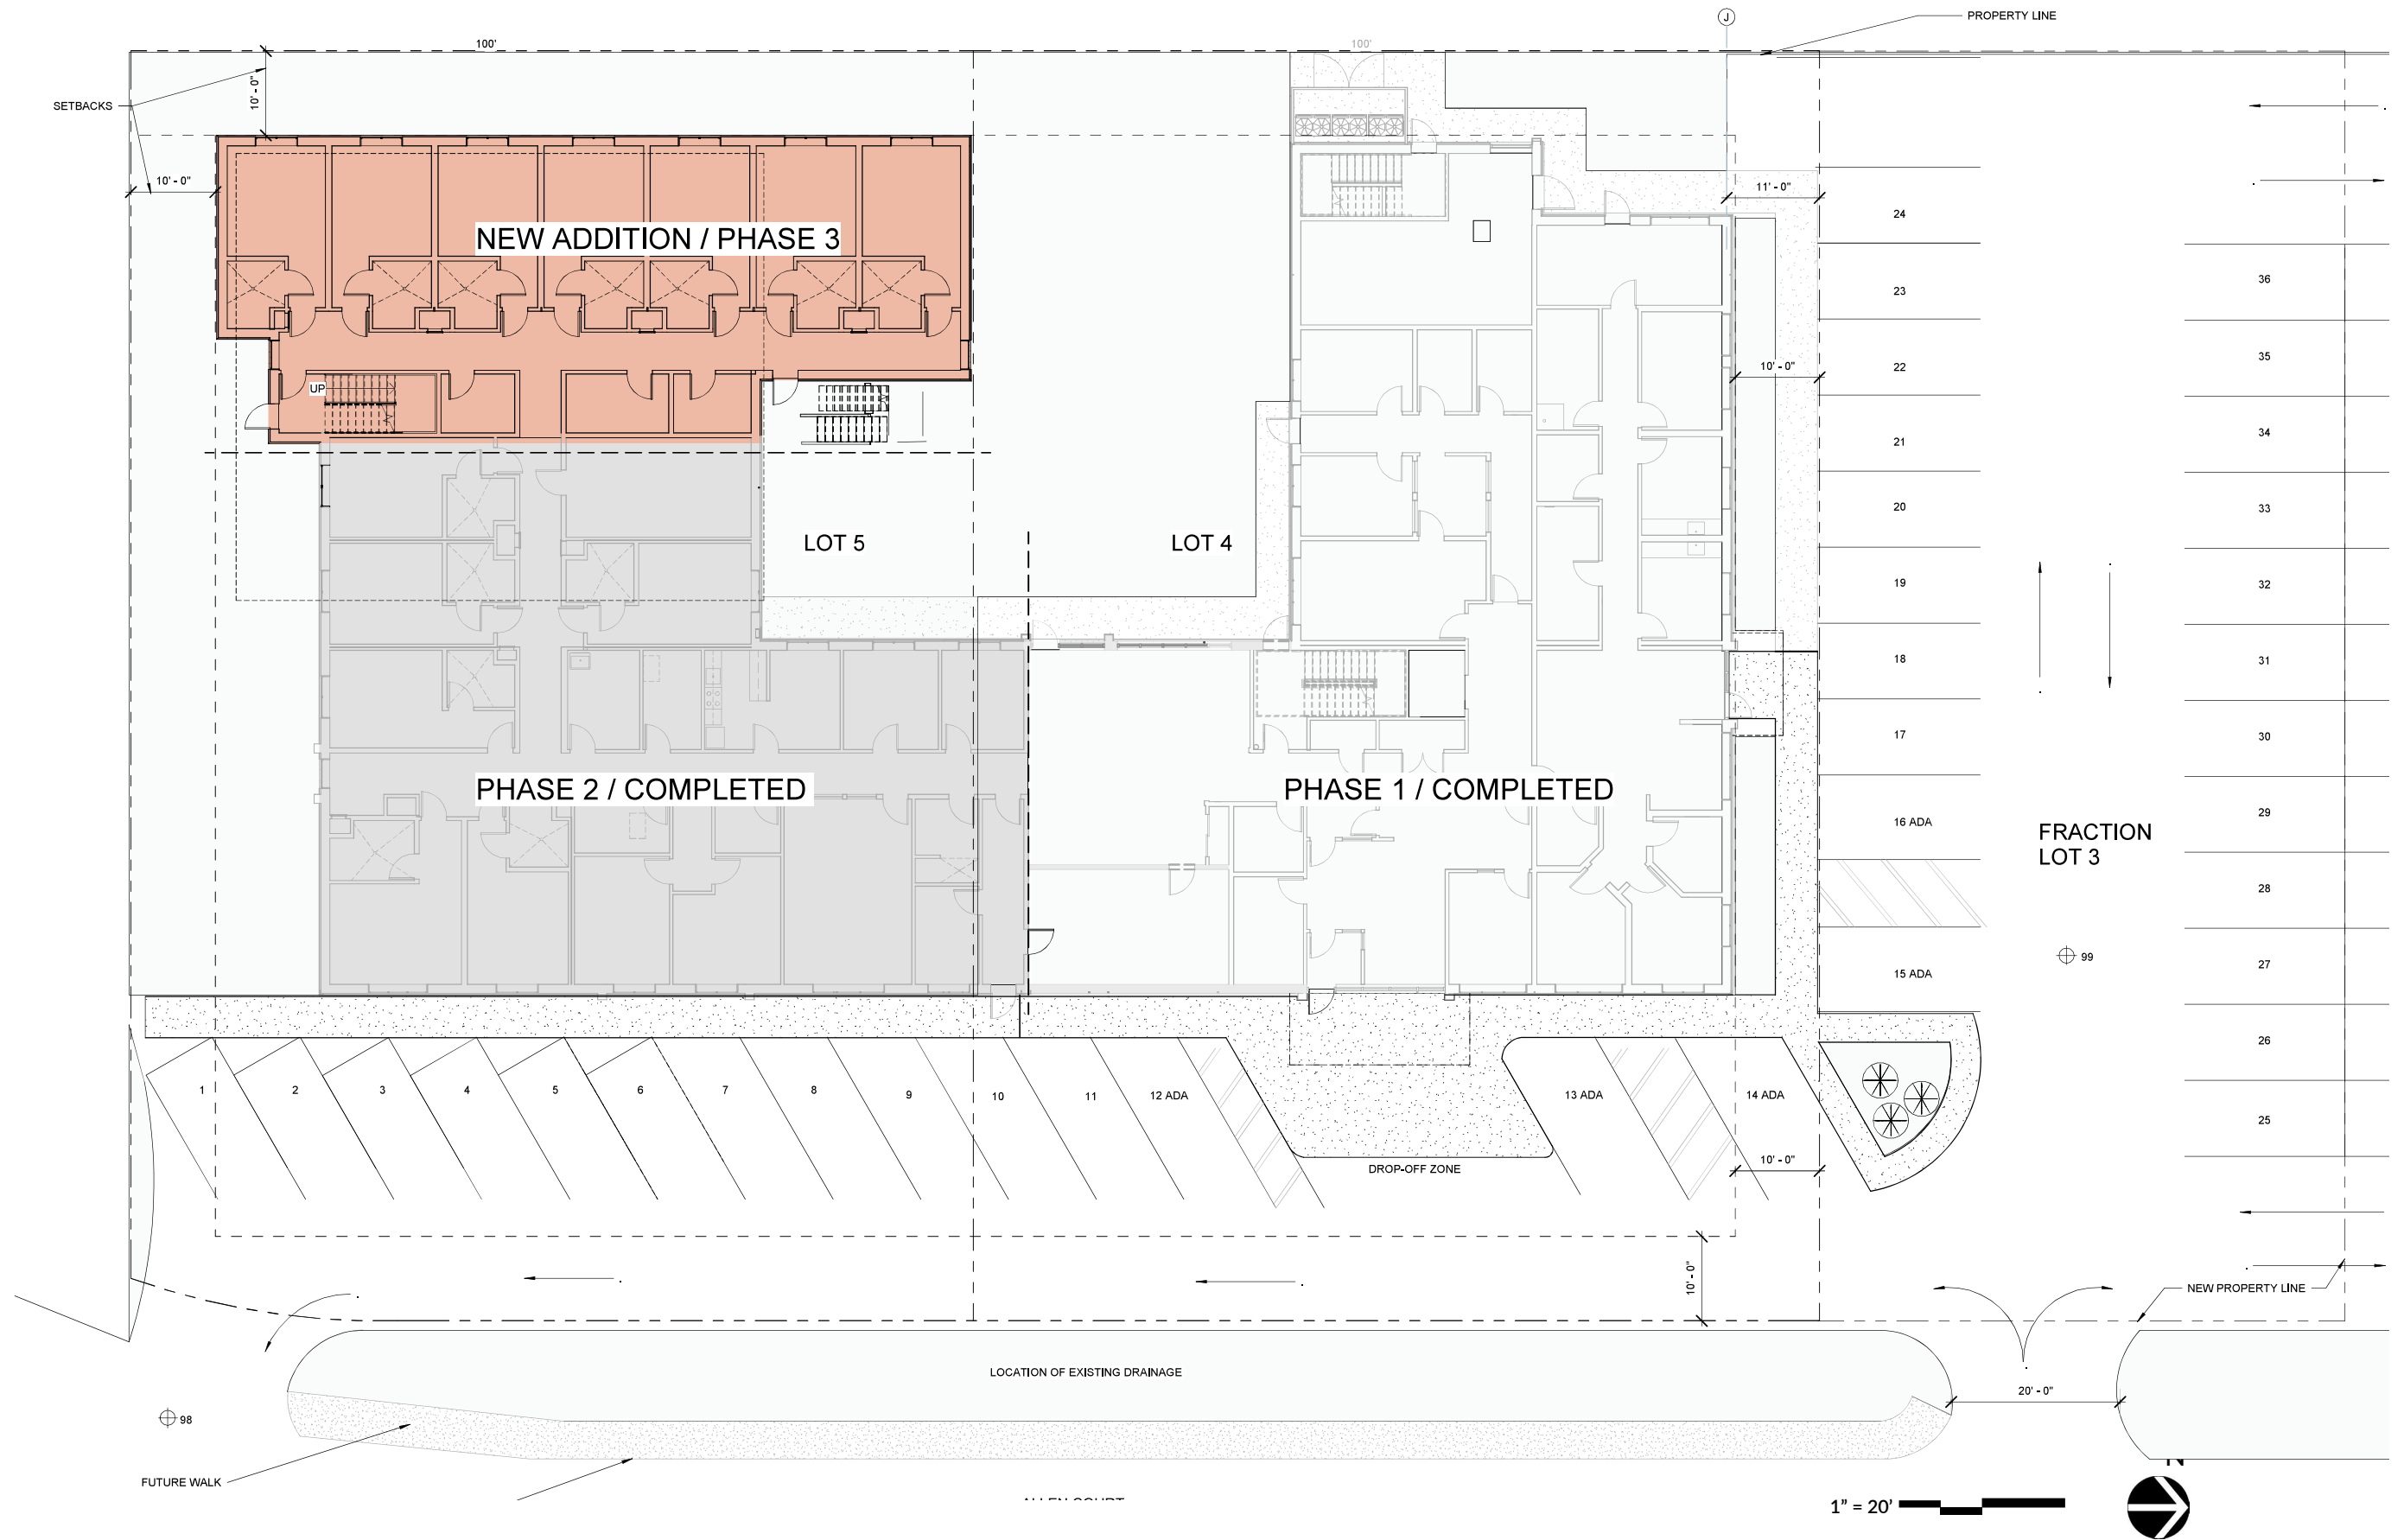 J
PROPERTY LINE
100'
100'
SETBACKS
10' - 0"
10' - 0"
11' - 0"
24
NEW ADDITION / PHASE 3
23
36
10' - 0"
22
35
UP
21
34
20
33
LOT 5
LOT 4
19
32
18
31
17
30
PHASE 2 / COMPLETED
PHASE 1 / COMPLETED
16 ADA
29
FRACTION
LOT 3
28
99
15 ADA
27
26
1
2
3
4
5
6
7
8
9
10
11
12 ADA
13 ADA
14 ADA
25
DROP-OFF ZONE
10' - 0"
10' - 0"
NEW PROPERTY LINE
LOCATION OF EXISTING DRAINAGE
20' - 0"
98
FUTURE WALK
N
1” = 20’